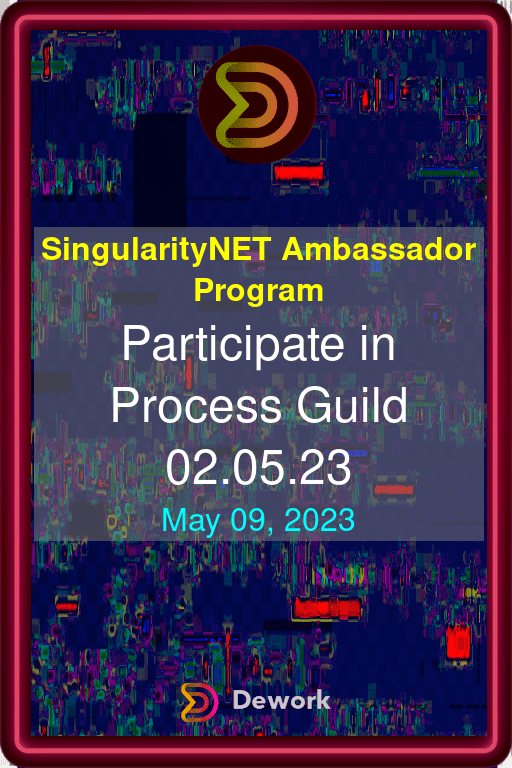 SingularityNET Ambassador
Program
Participate in
Process Guild
02.05.23
May 09, 2023
Dework